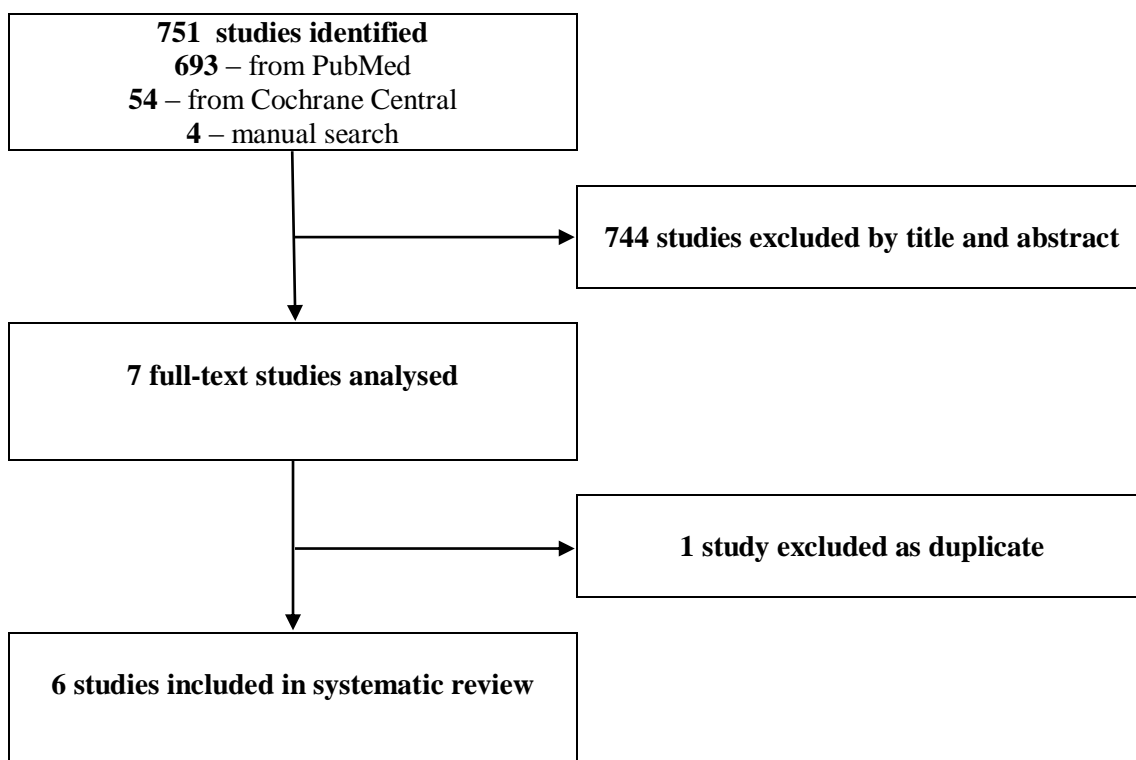 751 studies identified
693 – from PubMed
54 – from Cochrane Central
4 – manual search
744 studies excluded by title and abstract
7 full-text studies analysed
1 study excluded as duplicate
6 studies included in systematic review